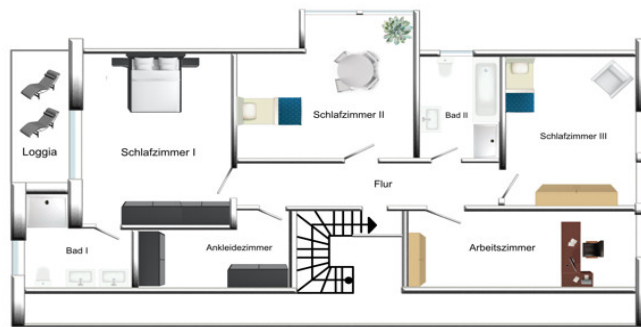 Schlafzimmer II
Bad II
Schlafzimmer III
Loggia
Schlafzimmer I
Flur
Bad I
Ankleidezimmer
Arbeitszimmer